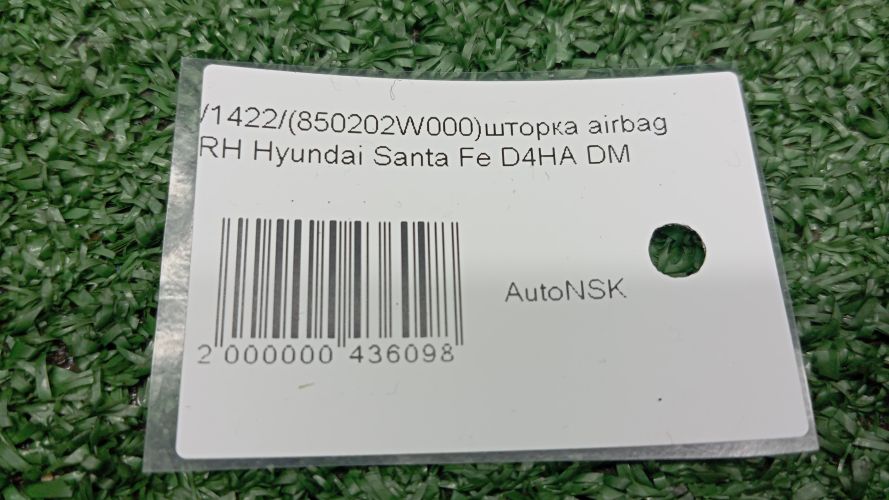 /1422/(850202W000)шторка airbag
RH Hyundai Santa Fe D4HA DM
AutoNSK
2 000000 436098